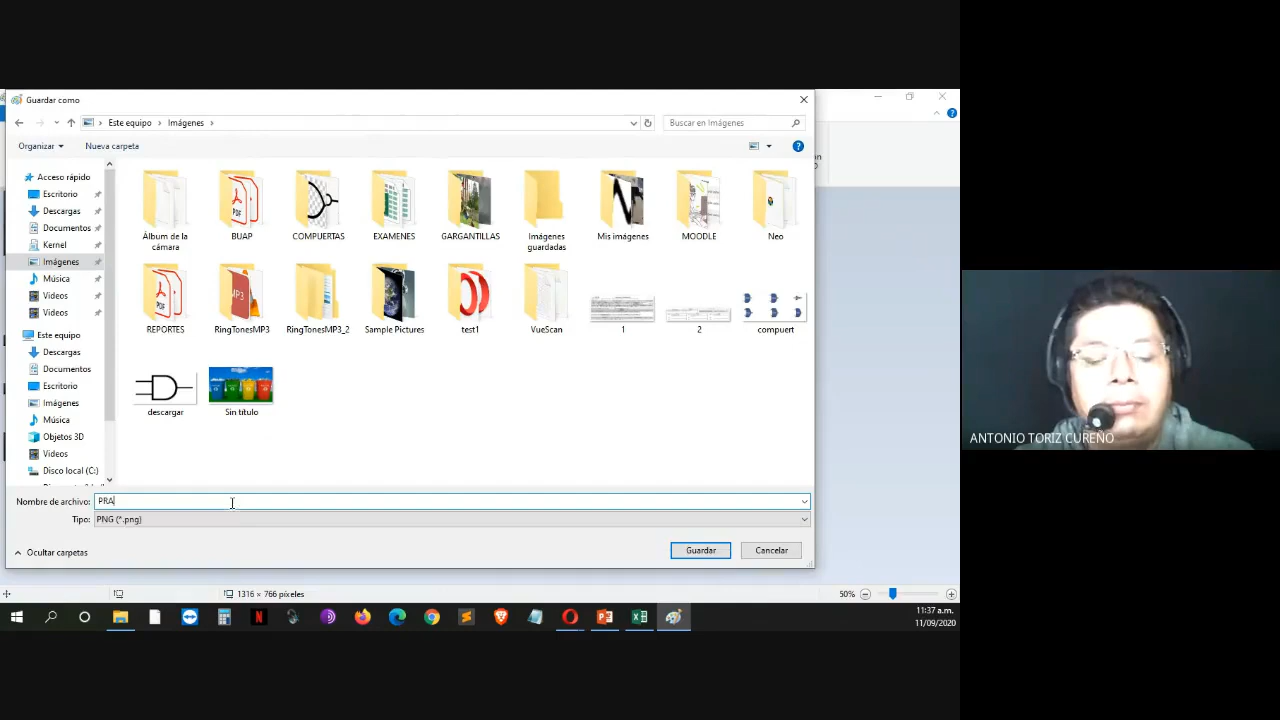 Guardar como
Este equipo > Imágenes >
Buscar en Imágenes
Organizar
Nueva carpeta
Acceso rápido
Escritorio
Descargas
Documentos
Kernel
Imágenes
Música
Videos
Videos
Este equipo
Descargas
Documentos
Escritorio
Imágenes
Música
Objetos 3D
Videos
Disco local (C:)
Álbum de la cámara
BUAP
COMPUERTAS
EXAMENES
GARGANTILLAS
Imágenes guardadas
Mis imágenes
MOODLE
Neo
REPORTES
RingTonesMP3
RingTonesMP3_2
Sample Pictures
test1
VueScan
1
2
compuert
descargar
Sin título
Nombre de archivo: PRA
Tipo: PNG (*.png)
Ocultar carpetas
Guardar
Cancelar
1316 × 766 píxeles
50%
11:37 a.m.
11/09/2020
ANTONIO TORIZ CUREÑO